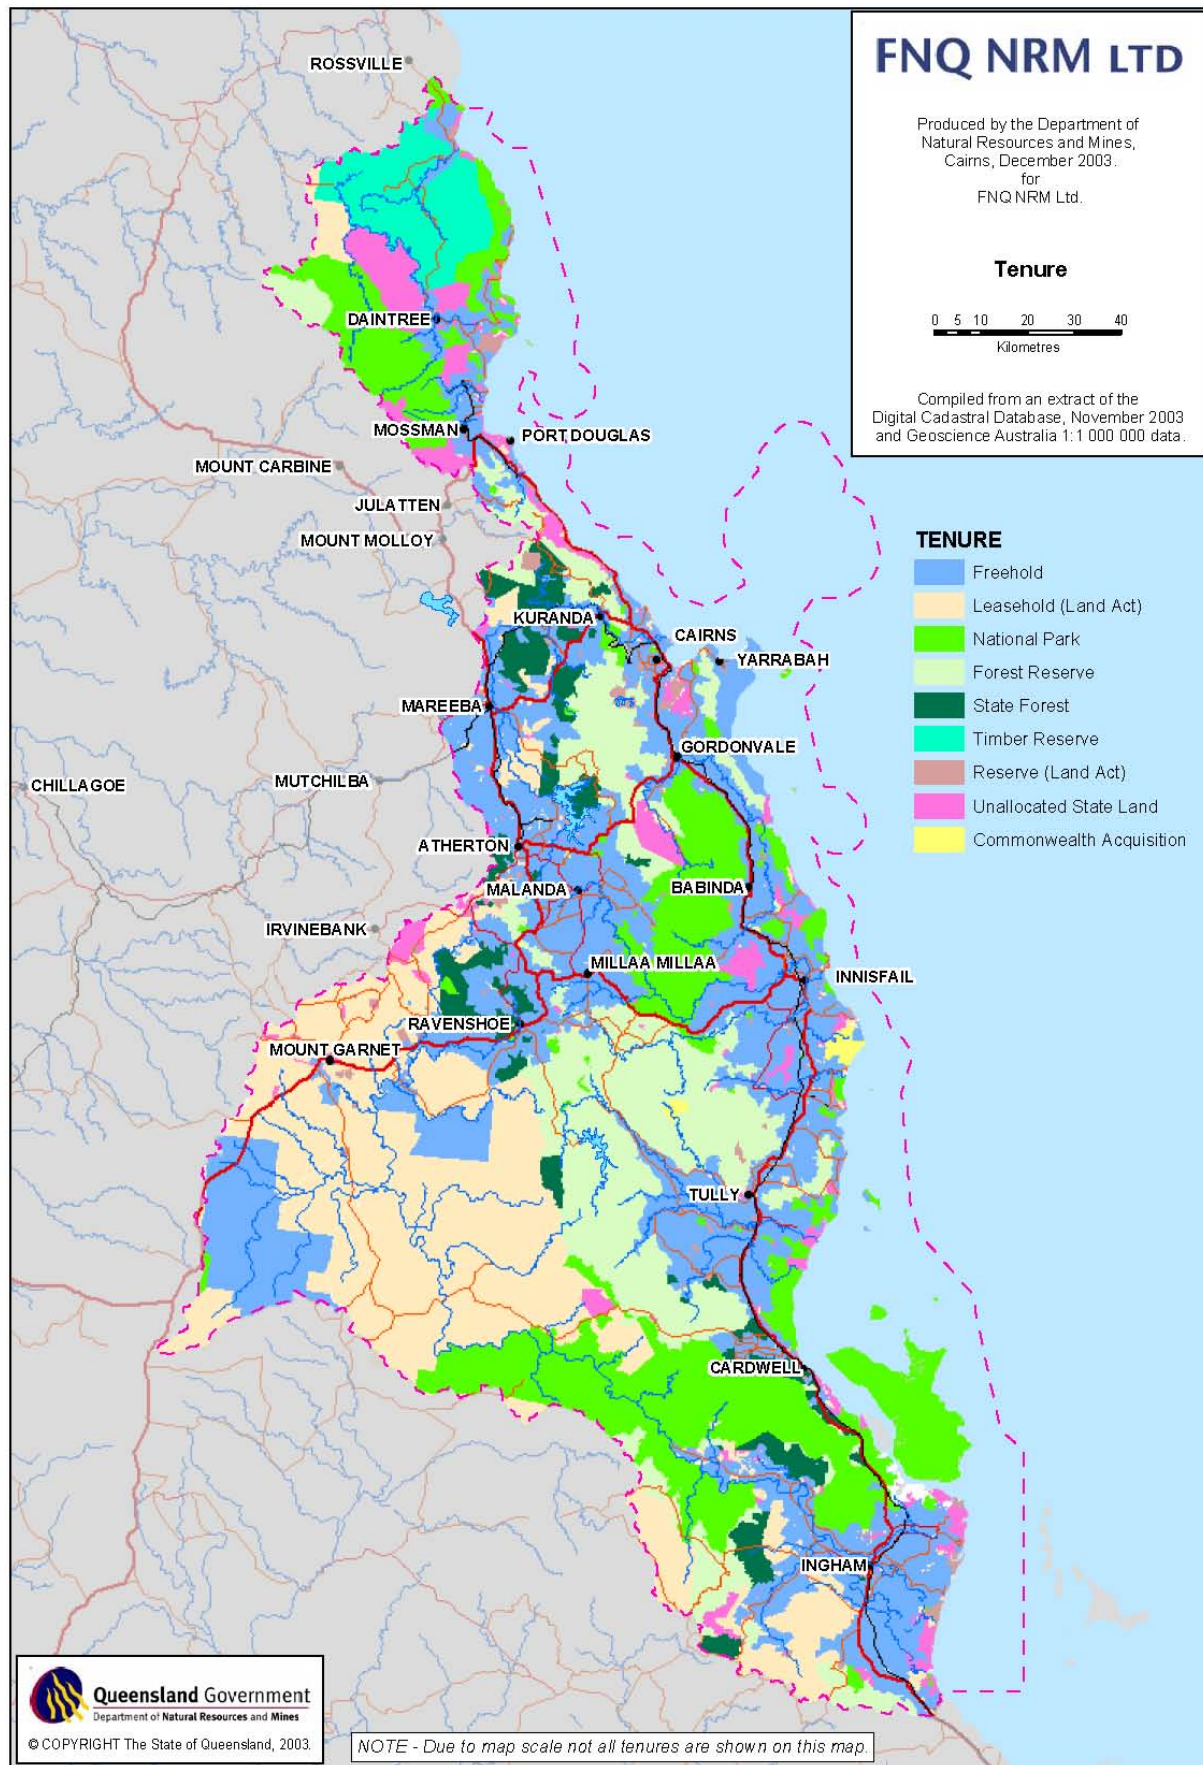 FNQ NRM LTD
Produced by the Department of
Natural Resources and Mines,
Cairns, December 2003.
for
FNQ NRM Ltd.
Tenure
0 5 10 20 30 40
Kilometres
Compiled from an extract of the
Digital Cadastral Database, November 2003
and Geoscience Australia 1:1 000 000 data.
TENURE
Freehold
Leasehold (Land Act)
National Park
Forest Reserve
State Forest
Timber Reserve
Reserve (Land Act)
Unallocated State Land
Commonwealth Acquisition
ROSSVILLE
DAINTREE
MOSSMAN
PORT DOUGLAS
MOUNT CARBINE
JULATTEN
MOUNT MOLLOY
KURANDA
CAIRNS
YARRABAH
MAREEBA
GORDONVALE
CHILLAGOE
MUTCHILBA
ATHERTON
MALANDA
BABINDA
IRVINEBANK
MILLAA MILLAA
INNISFAIL
RAVENSHOE
MOUNT GARNET
TULLY
CARDWELL
INGHAM
Queensland Government
Department of Natural Resources and Mines
© COPYRIGHT The State of Queensland, 2003.
NOTE - Due to map scale not all tenures are shown on this map.